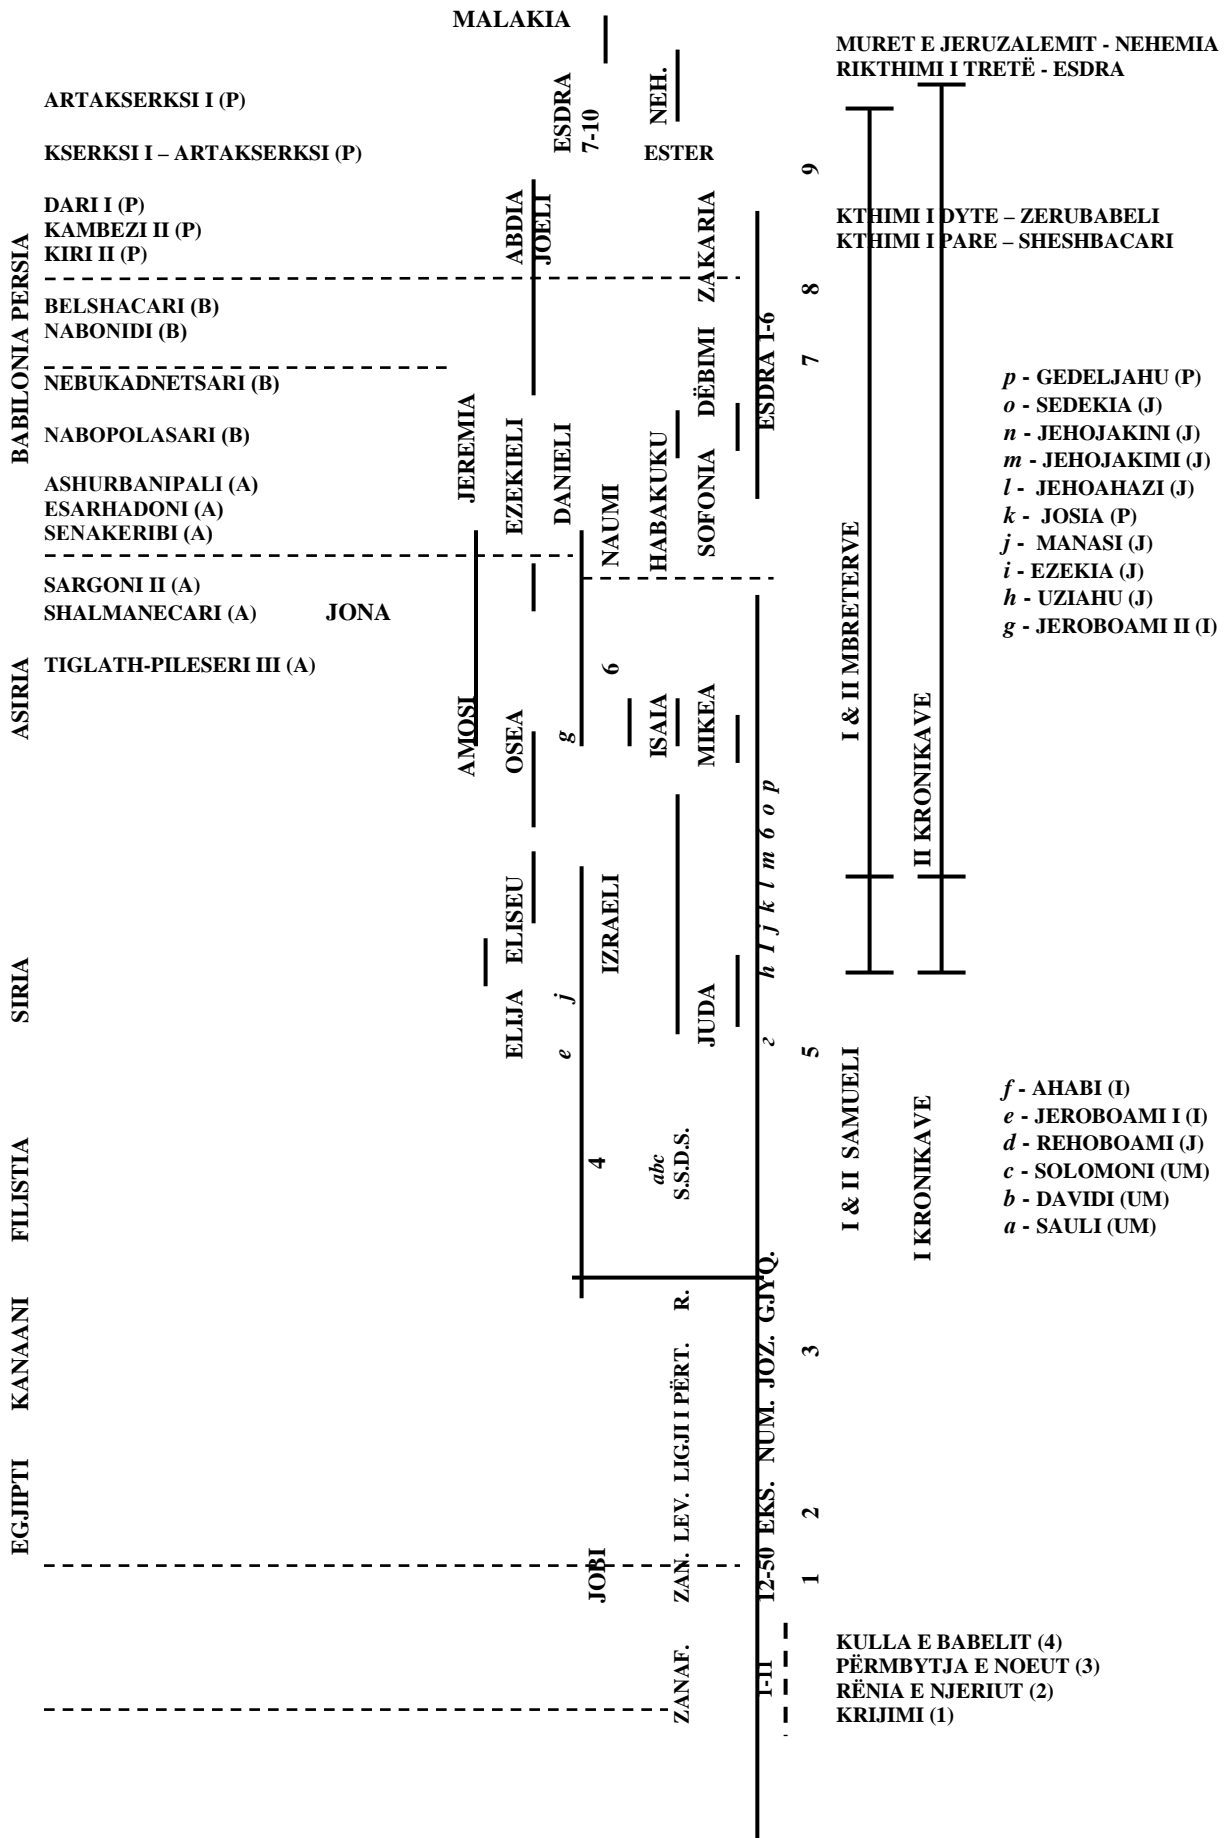 MALAKIA
MURET E JERUZALEMIT - NEHEMIA
RIKTHIMI I TRETË - ESDRA
ARTAKSERKSI I (P)
ESDRA
7-10
NEH.
KSERKSI I – ARTAKSERKSI (P)
ESTER
9
DARI I (P)
KAMBEZI II (P)
KIRI II (P)
ABDIA
JOELI
ZAKARIA
KTHIMI I DYTE – ZERUBABELI
KTHIMI I PARE – SHESHBACARI
BABILONIA PERSIA
BELSHACARI (B)
NABONIDI (B)
8
NEBUKADNETSARI (B)
DËBIMI
ESDRA 1-6
7
NABOPOLASARI (B)
JEREMIA
EZEKIELI
DANIELI
NAUMI
HABAKUKU
SOFONIA
p - GEDELJAHU (P)
o - SEDEKIA (J)
n - JEHOJAKINI (J)
m - JEHOJAKIMI (J)
l - JEHOAHAZI (J)
k - JOSIA (P)
j - MANASI (J)
i - EZEKIA (J)
h - UZIAHU (J)
g - JEROBOAMI II (I)
ASHURBANIPALI (A)
ESARHADONI (A)
SENAKERIBI (A)
SARGONI II (A)
SHALMANECARI (A)
JONA
TIGLATH-PILESERI III (A)
ASIRIA
6
AMOSI
OSEA
g
ISAIA
MIKEA
I & II MBRETERVE
II KRONIKAVE
h I j k l m 6 o p
ELISEU
IZRAELI
SIRIA
ELIJA
e j
JUDA
2
5
I & II SAMUELI
I KRONIKAVE
f - AHABI (I)
e - JEROBOAMI I (I)
d - REHOBOAMI (J)
c - SOLOMONI (UM)
b - DAVIDI (UM)
a - SAULI (UM)
FILISTIA
4
abc
S.S.D.S.
KANAANI
R.
3
EGJIPTI
JOBI
ZAN. LEV. LIGJI I PËRT.
12-50 EKS. NUM. JOZ. GJYQ.
2
1
ZANAF.
I-II
KULLA E BABELIT (4)
PËRMBYTJA E NOEUT (3)
RËNIA E NJERIUT (2)
KRIJIMI (1)